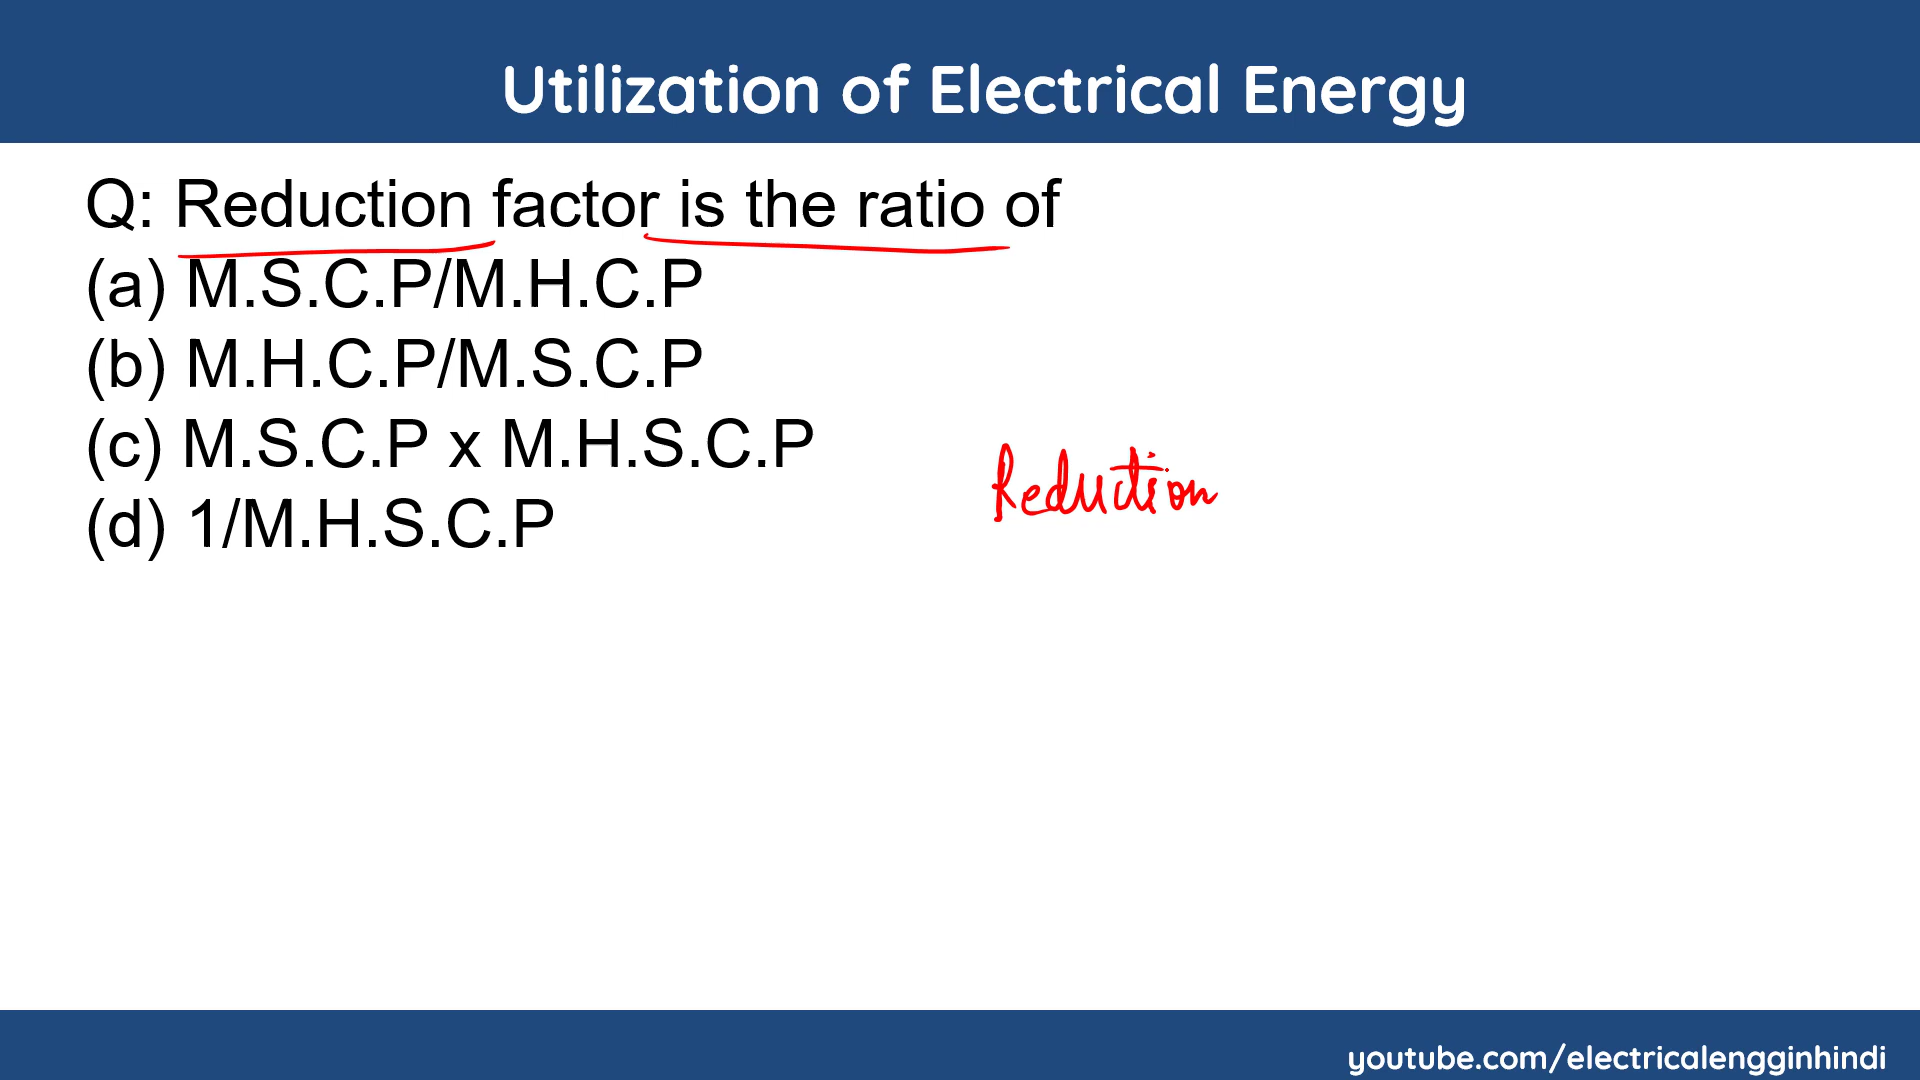 Utilization of Electrical Energy
Q: Reduction factor is the ratio of
(a) M.S.C.P/M.H.C.P
(b) M.H.C.P/M.S.C.P
(c) M.S.C.P x M.H.S.C.P
(d) 1/M.H.S.C.P
Reduction
youtube.com/electricalengginhindi